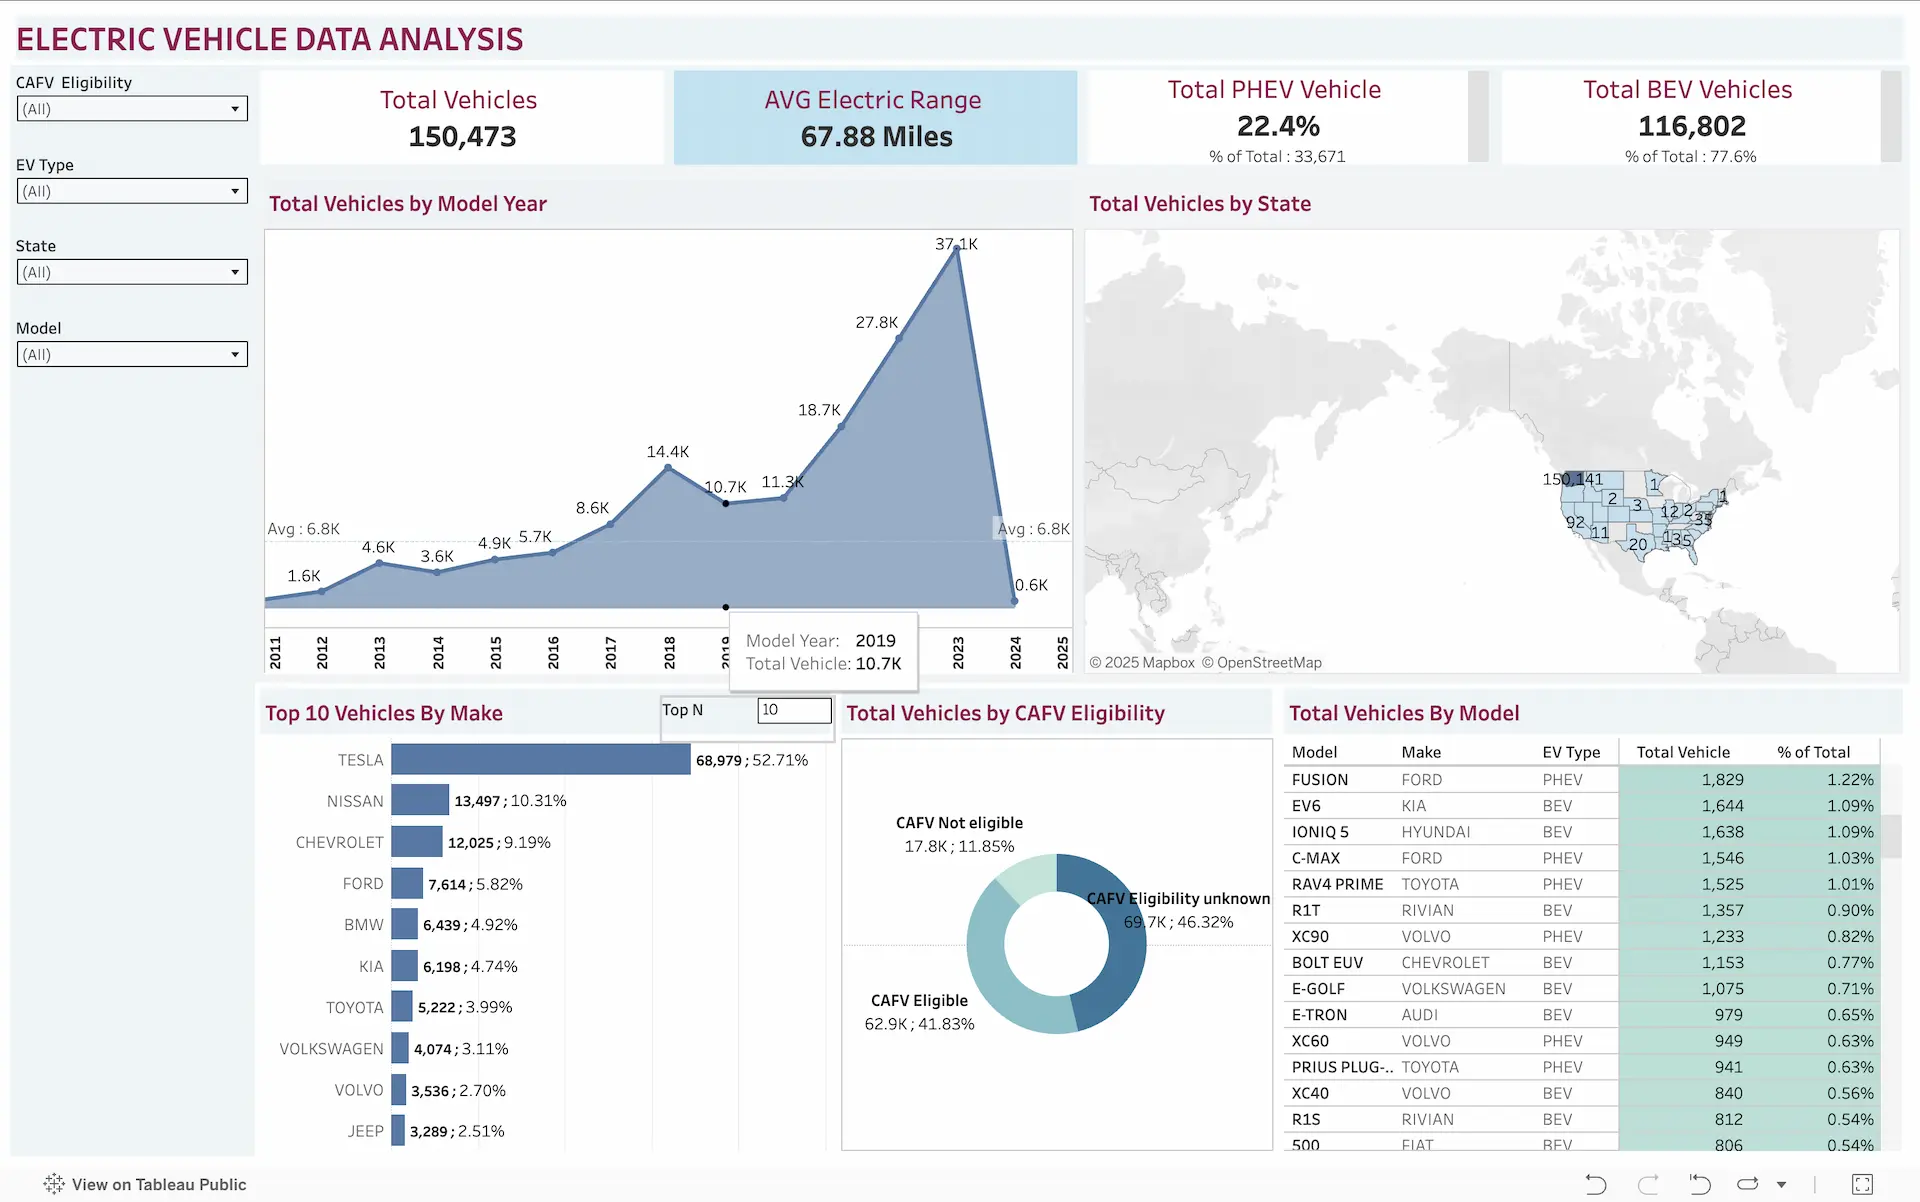 ELECTRIC VEHICLE DATA ANALYSIS
CAFV Eligibility
(All)
EV Type
(All)
State
(All)
Model
(All)
Total Vehicles
150,473
AVG Electric Range
67.88 Miles
Total PHEV Vehicle
22.4%
% of Total : 33,671
Total BEV Vehicles
116,802
% of Total : 77.6%
Total Vehicles by Model Year
37.1K
27.8K
18.7K
14.4K
10.7K
11.3K
8.6K
Avg : 6.8K
Avg : 6.8K
4.6K
3.6K
4.9K
5.7K
1.6K
0.6K
2011
2012
2013
2014
2015
2016
2017
2018
2019
2023
2024
2025
Model Year: 2019
Total Vehicle: 10.7K
Total Vehicles by State
150,141
1
2
3
12
2
1
92
11
35
20
135
© 2025 Mapbox © OpenStreetMap
Top 10 Vehicles By Make
Top N
10
TESLA 68,979 ; 52.71%
NISSAN 13,497 ; 10.31%
CHEVROLET 12,025 ; 9.19%
FORD 7,614 ; 5.82%
BMW 6,439 ; 4.92%
KIA 6,198 ; 4.74%
TOYOTA 5,222 ; 3.99%
VOLKSWAGEN 4,074 ; 3.11%
VOLVO 3,536 ; 2.70%
JEEP 3,289 ; 2.51%
Total Vehicles by CAFV Eligibility
CAFV Not eligible
17.8K ; 11.85%
CAFV Eligibility unknown
69.7K ; 46.32%
CAFV Eligible
62.9K ; 41.83%
Total Vehicles By Model
Model Make EV Type Total Vehicle % of Total
FUSION FORD PHEV 1,829 1.22%
EV6 KIA BEV 1,644 1.09%
IONIQ 5 HYUNDAI BEV 1,638 1.09%
C-MAX FORD PHEV 1,546 1.03%
RAV4 PRIME TOYOTA PHEV 1,525 1.01%
R1T RIVIAN BEV 1,357 0.90%
XC90 VOLVO PHEV 1,233 0.82%
BOLT EUV CHEVROLET BEV 1,153 0.77%
E-GOLF VOLKSWAGEN BEV 1,075 0.71%
E-TRON AUDI BEV 979 0.65%
XC60 VOLVO PHEV 949 0.63%
PRIUS PLUG-.. TOYOTA PHEV 941 0.63%
XC40 VOLVO BEV 840 0.56%
R1S RIVIAN BEV 812 0.54%
500 FIAT BEV 806 0.54%
View on Tableau Public